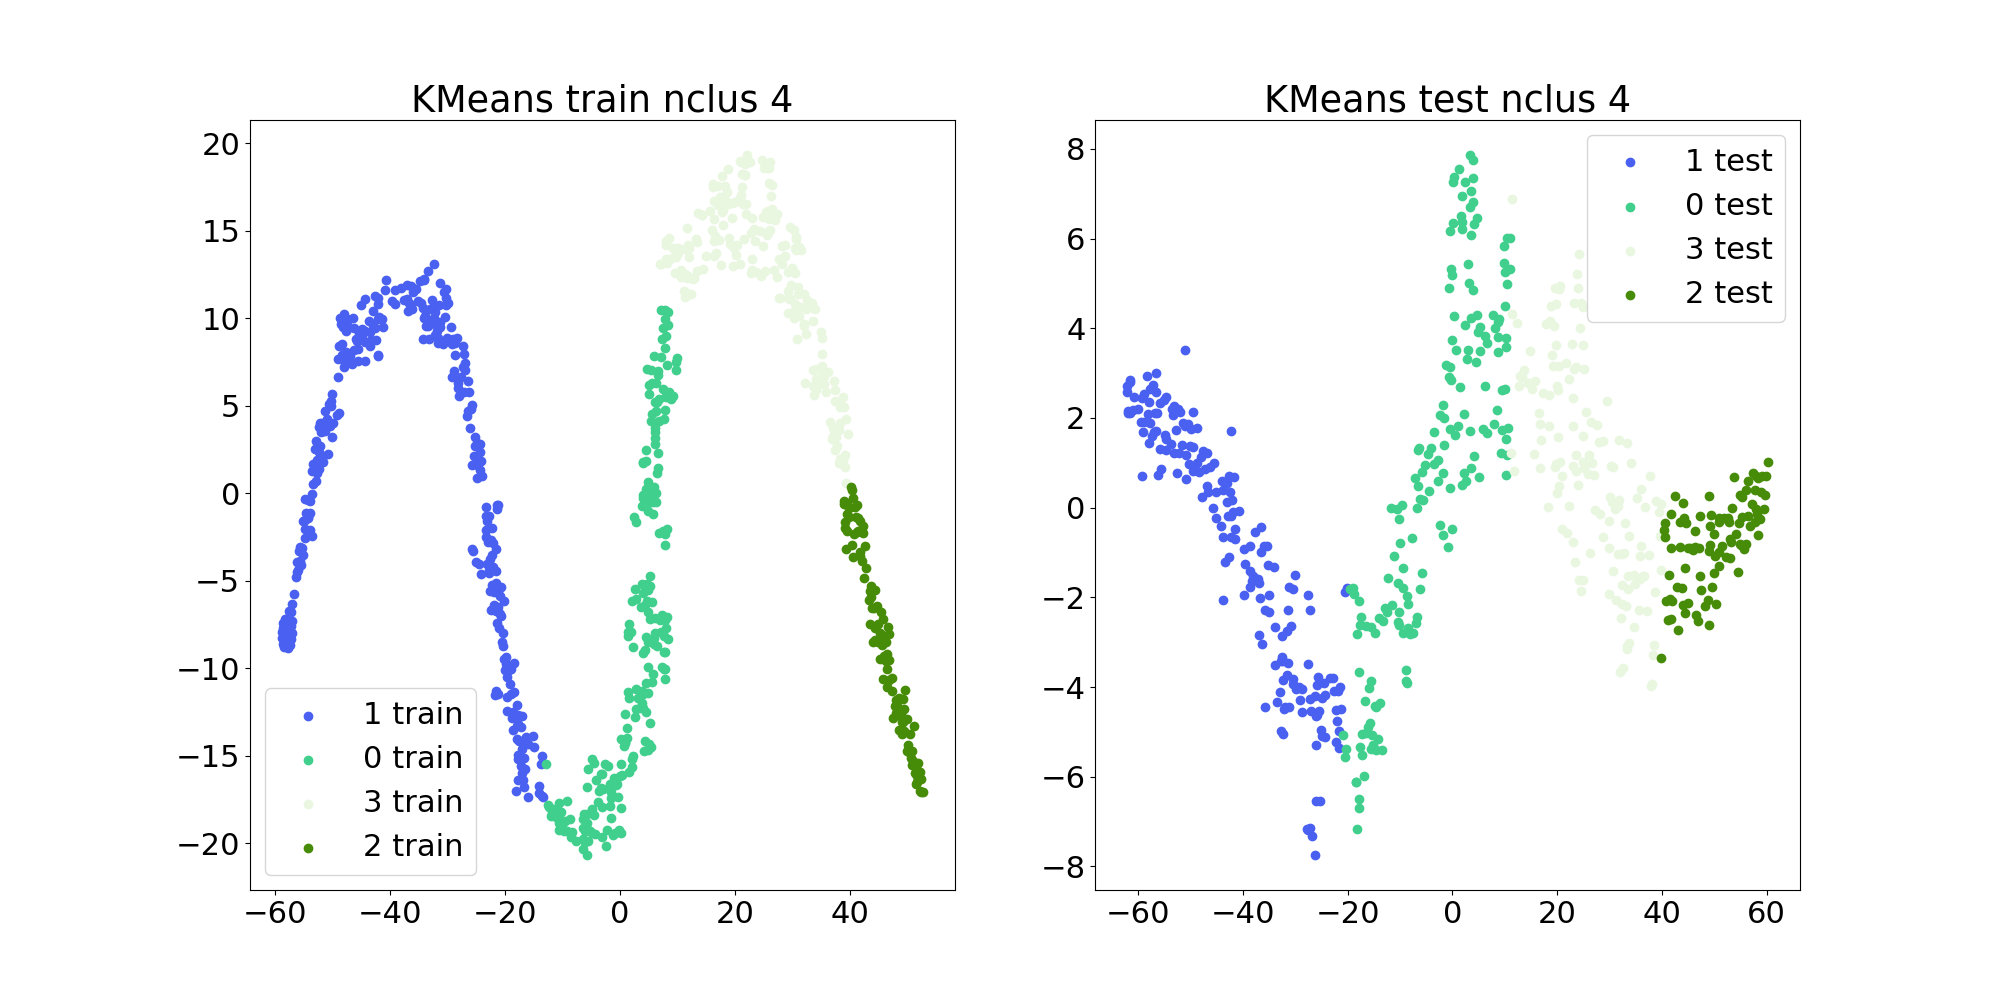 KMeans train nclus 4
20
15
10
5
0
−5
−10
−15
−20
−60 −40 −20 0 20 40
1 train
0 train
3 train
2 train
KMeans test nclus 4
8
6
4
2
0
−2
−4
−6
−8
−60 −40 −20 0 20 40 60
1 test
0 test
3 test
2 test